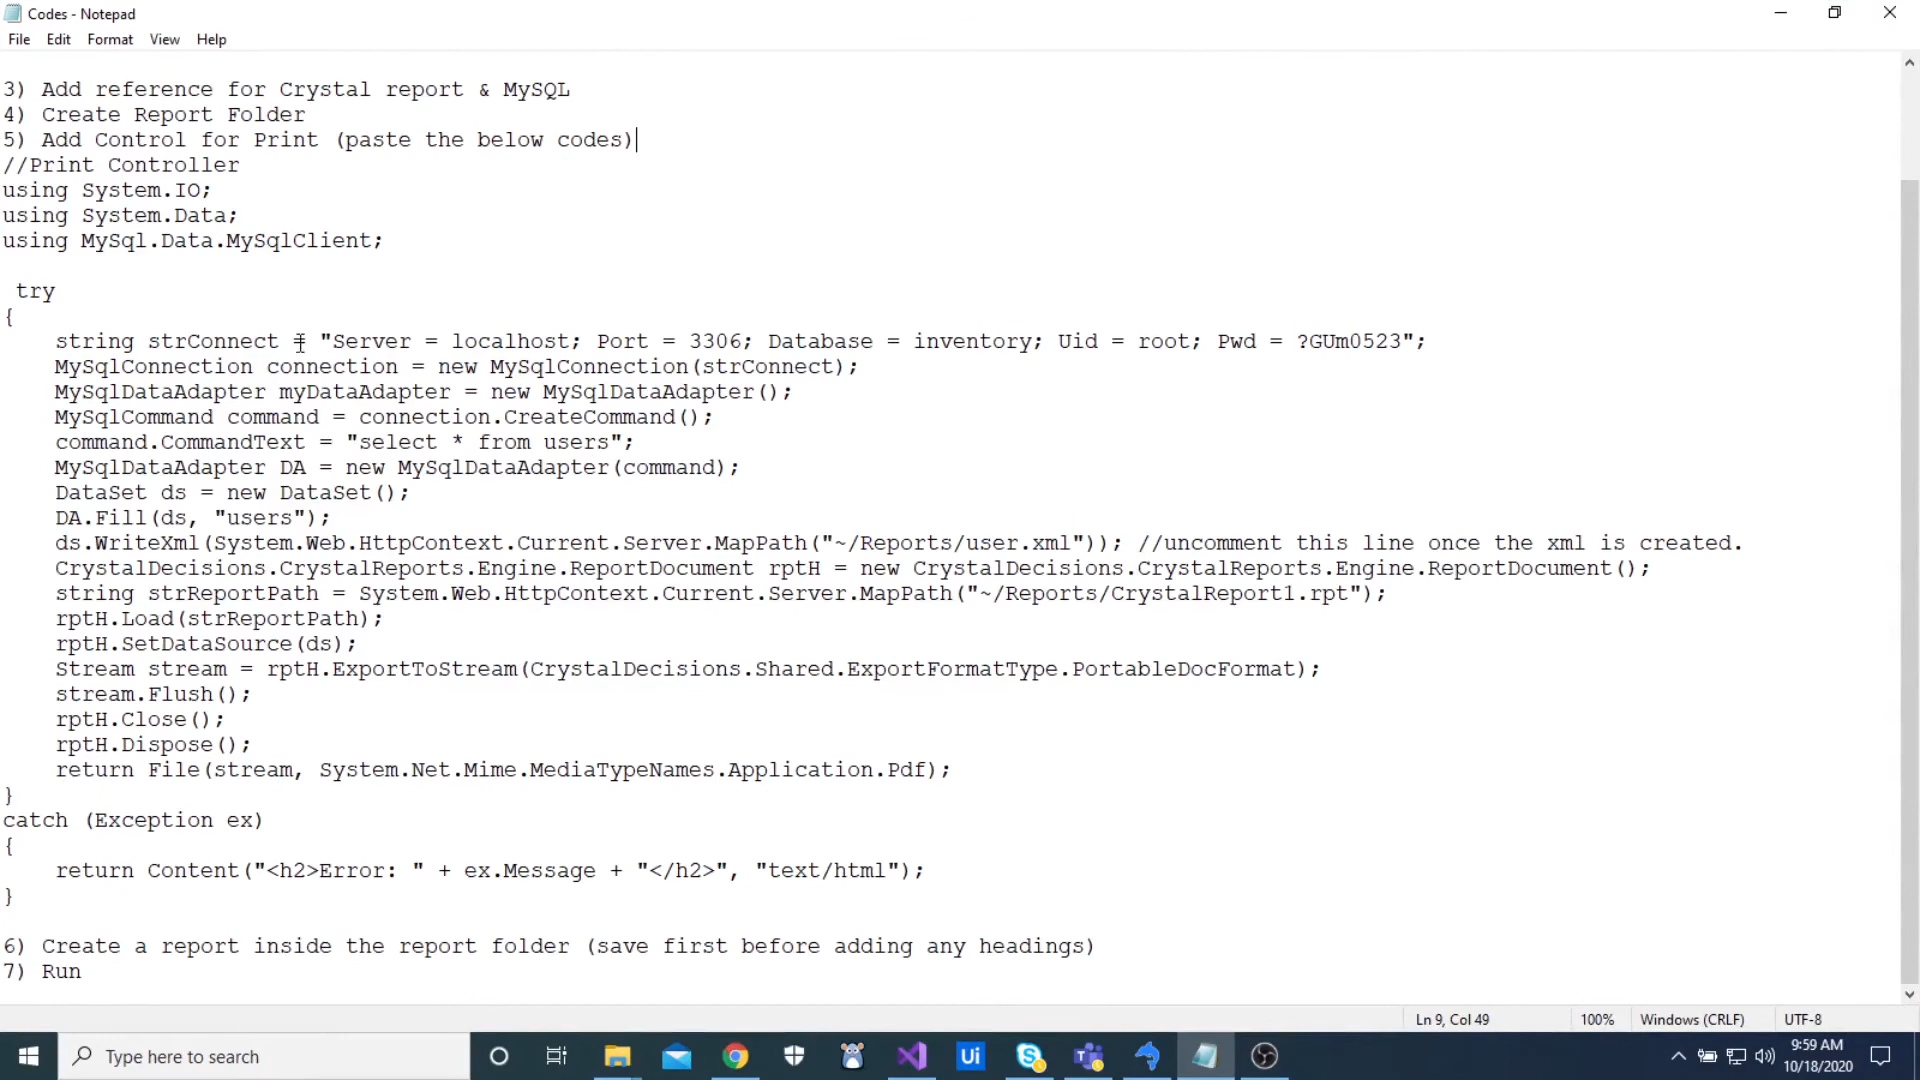 Codes - Notepad
File Edit Format View Help
3) Add reference for Crystal report & MySQL
4) Create Report Folder
5) Add Control for Print (paste the below codes)
//Print Controller
using System.IO;
using System.Data;
using MySql.Data.MySqlClient;
try
{
string strConnect = "Server = localhost; Port = 3306; Database = inventory; Uid = root; Pwd = ?GUm0523";
MySqlConnection connection = new MySqlConnection(strConnect);
MySqlDataAdapter myDataAdapter = new MySqlDataAdapter();
MySqlCommand command = connection.CreateCommand();
command.CommandText = "select * from users";
MySqlDataAdapter DA = new MySqlDataAdapter(command);
DataSet ds = new DataSet();
DA.Fill(ds, "users");
ds.WriteXml(System.Web.HttpContext.Current.Server.MapPath("~/Reports/user.xml")); //uncomment this line once the xml is created.
CrystalDecisions.CrystalReports.Engine.ReportDocument rptH = new CrystalDecisions.CrystalReports.Engine.ReportDocument();
string strReportPath = System.Web.HttpContext.Current.Server.MapPath("~/Reports/CrystalReport1.rpt");
rptH.Load(strReportPath);
rptH.SetDataSource(ds);
Stream stream = rptH.ExportToStream(CrystalDecisions.Shared.ExportFormatType.PortableDocFormat);
stream.Flush();
rptH.Close();
rptH.Dispose();
return File(stream, System.Net.Mime.MediaTypeNames.Application.Pdf);
}
catch (Exception ex)
{
return Content("<h2>Error: " + ex.Message + "</h2>", "text/html");
}
6) Create a report inside the report folder (save first before adding any headings)
7) Run
Ln 9, Col 49 100% Windows (CRLF) UTF-8
Type here to search
Ui
9:59 AM
10/18/2020